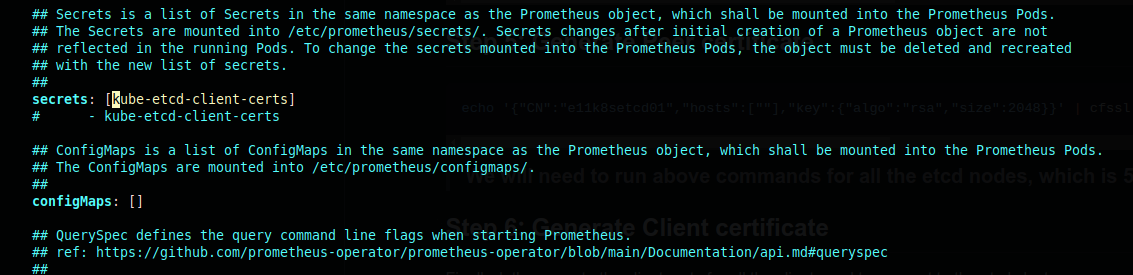 ## Secrets is a list of Secrets in the same namespace as the Prometheus object, which shall be mounted into the Prometheus Pods.
## The Secrets are mounted into /etc/prometheus/secrets/. Secrets changes after initial creation of a Prometheus object are not
## reflected in the running Pods. To change the secrets mounted into the Prometheus Pods, the object must be deleted and recreated
## with the new list of secrets.
##
secrets: [kube-etcd-client-certs]
#      - kube-etcd-client-certs
echo '{"CN":"e11k8setcd01","hosts":[""],"key":{"algo":"rsa","size":2048}}' | cfssl
## ConfigMaps is a list of ConfigMaps in the same namespace as the Prometheus object, which shall be mounted into the Prometheus Pods.
## The ConfigMaps are mounted into /etc/prometheus/configmaps/.
We will need to run above commands for all the etcd nodes, which is 5
##
configMaps: []
Step 6: Generate Client certificate
## QuerySpec defines the query command line flags when starting Prometheus.
## ref: https://github.com/prometheus-operator/prometheus-operator/blob/main/Documentation/api.md#queryspec
##